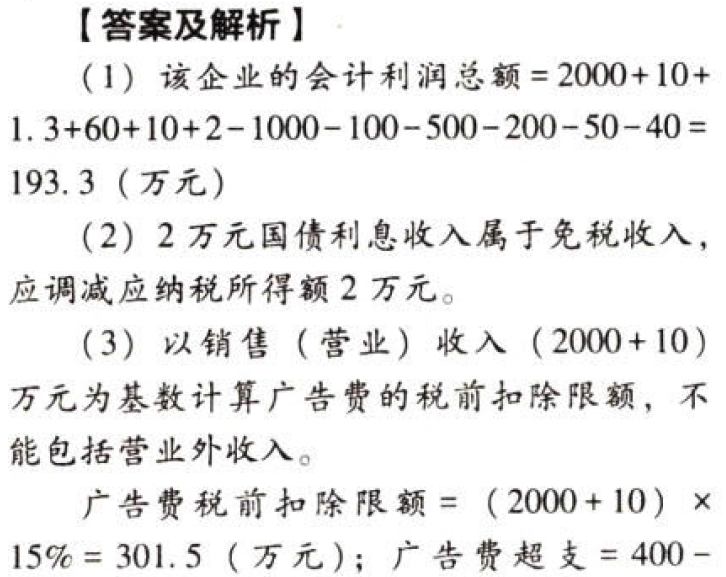 【答案及解析】
(1) 该企业的会计利润总额=2000+10+
1.3+60+10+2-1000-100-500-200-50-40=
193.3（万元）
(2) 2万元国债利息收入属于免税收入，
应调减应纳税所得额2万元。
(3) 以销售（营业）收入（2000+10）
万元为基数计算广告费的税前扣除限额，不
能包括营业外收入。
广告费税前扣除限额=（2000+10）×
15%=301.5（万元）；广告费超支=400-